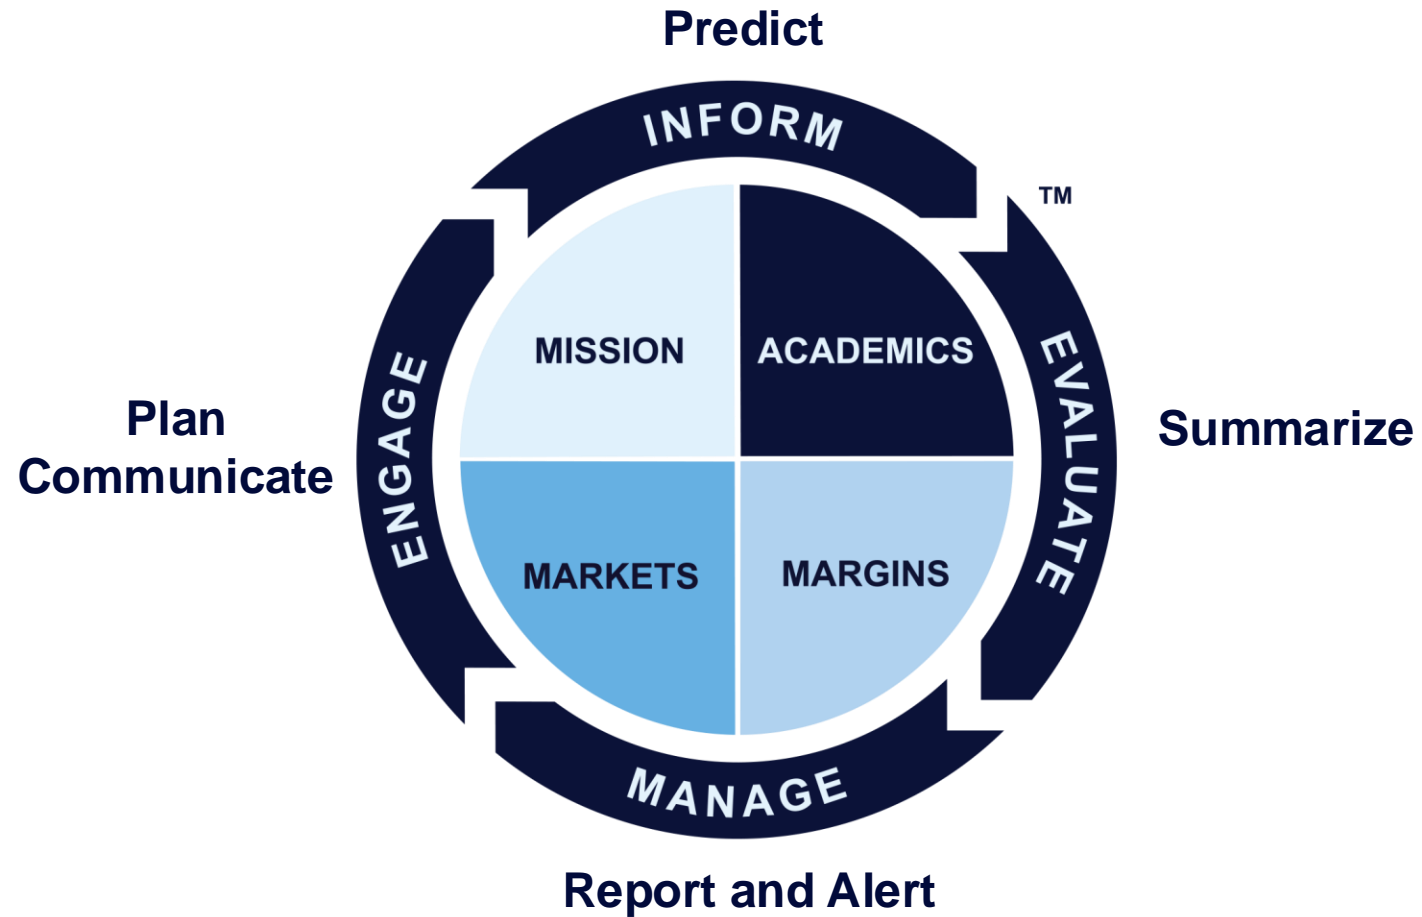 Predict
INFORM
TM
MISSION
ACADEMICS
ENGAGE
EVALUATE
Plan
Communicate
Summarize
MARKETS
MARGINS
MANAGE
Report and Alert